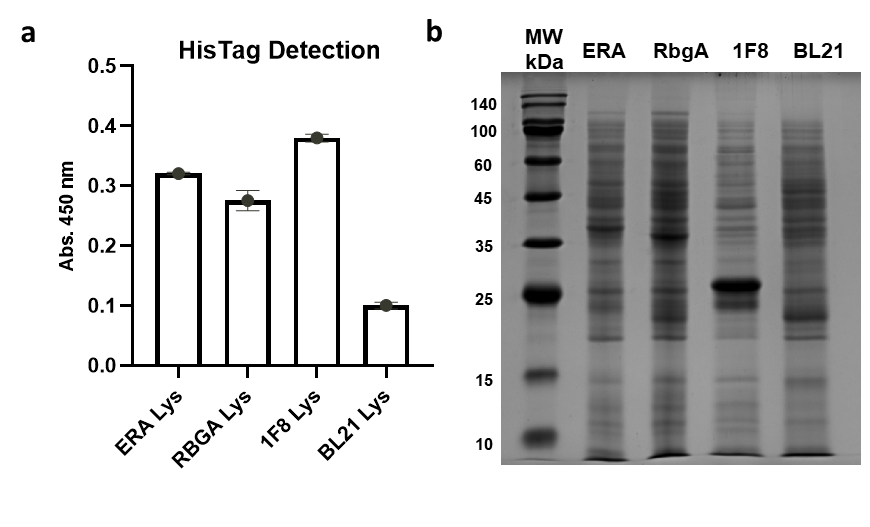 a
HisTag Detection
Abs. 450 nm
0.5
0.4
0.3
0.2
0.1
0.0
ERA Lys
RBGA Lys
1F8 Lys
BL21 Lys
b
MW
kDa
ERA
RbgA
1F8
BL21
140
100
60
45
35
25
15
10